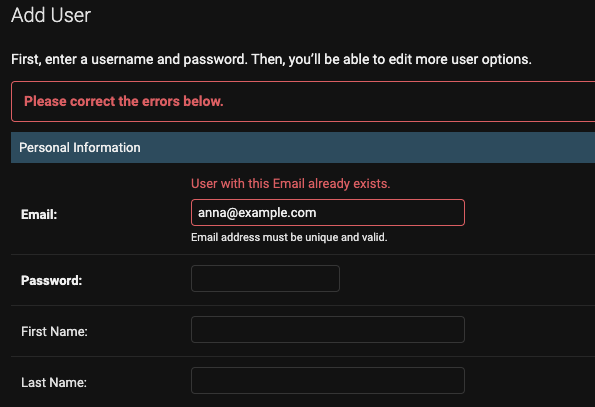 Add User
First, enter a username and password. Then, you’ll be able to edit more user options.
Please correct the errors below.
Personal Information
User with this Email already exists.
Email: anna@example.com
Email address must be unique and valid.
Password:
First Name:
Last Name: